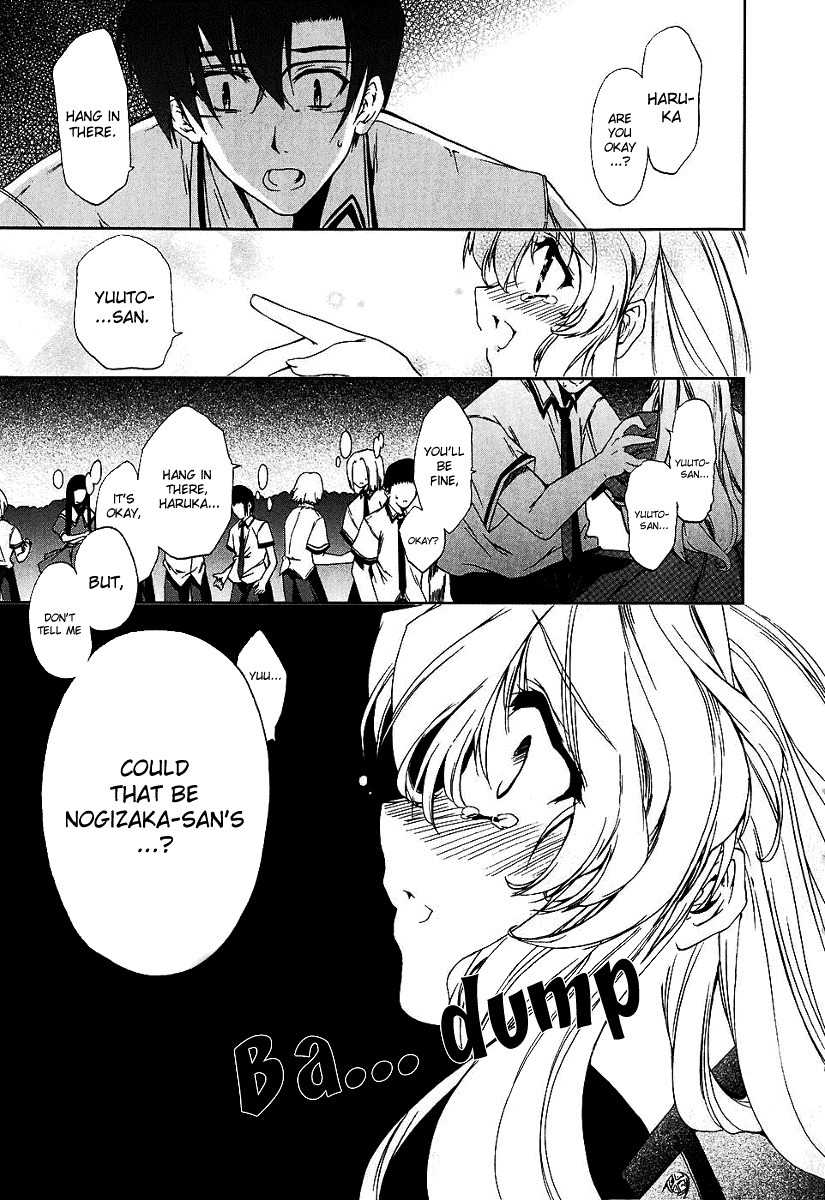 HARU-
KA
ARE
YOU
OKAY
...?
HANG IN
THERE.
YUUTO-
...SAN.
YUUTO-
SAN...
YUUTO-
SAN...
YOU'LL
BE
FINE,
OKAY?
HANG IN
THERE,
HARUKA...
IT'S
OKAY,
BUT,
DON'T
TELL ME
YUU...
COULD
THAT BE
NOGIZAKA-SAN'S
...?
Ba... dump